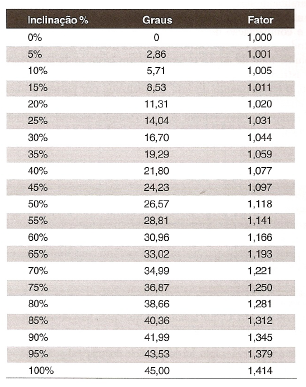 Inclinação % Graus Fator
0% 0 1,000
5% 2,86 1,001
10% 5,71 1,005
15% 8,53 1,011
20% 11,31 1,020
25% 14,04 1,031
30% 16,70 1,044
35% 19,29 1,059
40% 21,80 1,077
45% 24,23 1,097
50% 26,57 1,118
55% 28,81 1,141
60% 30,96 1,166
65% 33,02 1,193
70% 34,99 1,221
75% 36,87 1,250
80% 38,66 1,281
85% 40,36 1,312
90% 41,99 1,345
95% 43,53 1,379
100% 45,00 1,414